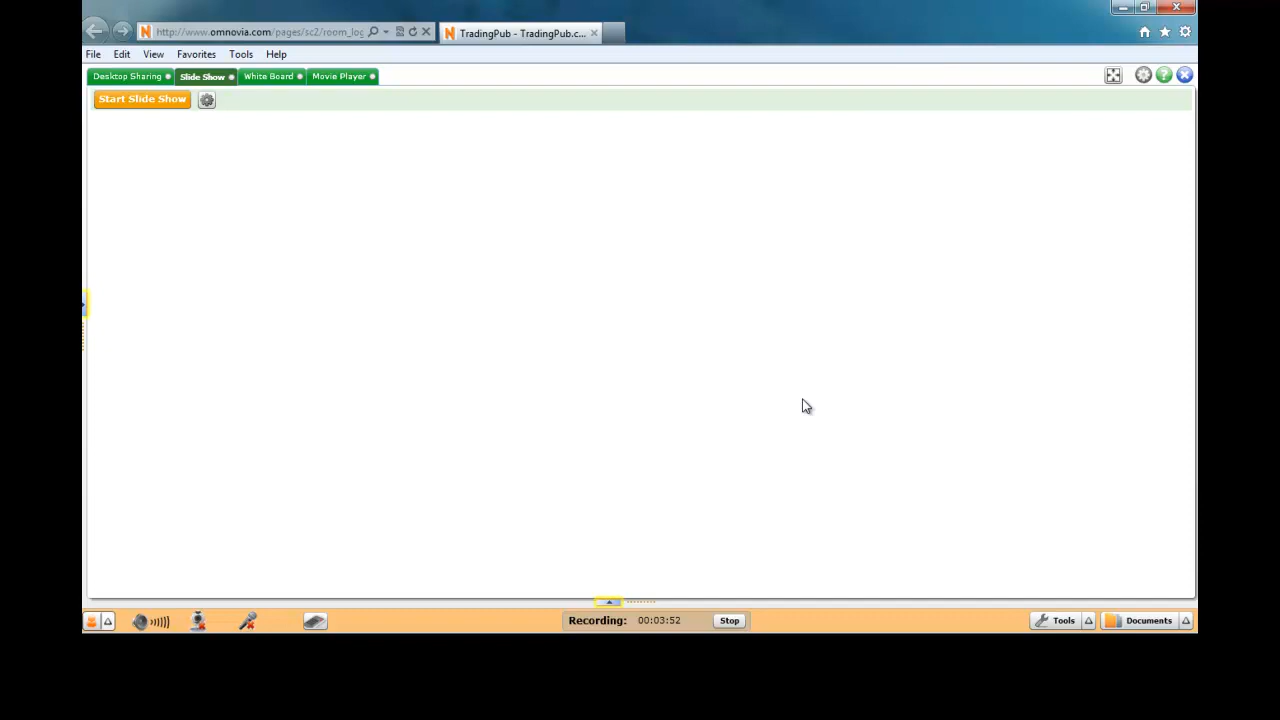 http://www.omnovia.com/pages/sc2/room_log
TradingPub - TradingPub.c...
File Edit View Favorites Tools Help
Desktop Sharing Slide Show White Board Movie Player
Start Slide Show
Recording: 00:03:52 Stop Tools Documents